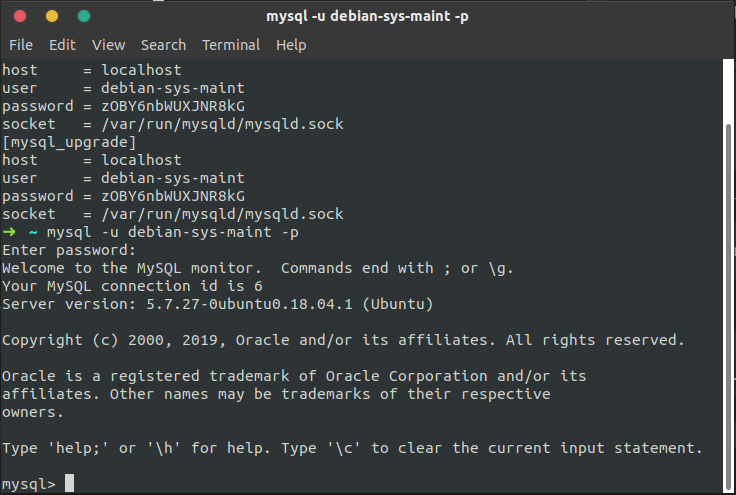 mysql -u debian-sys-maint -p
File Edit View Search Terminal Help
host     = localhost
user     = debian-sys-maint
password = zOBY6nbWUXJNR8kG
socket   = /var/run/mysqld/mysqld.sock
[mysql_upgrade]
host     = localhost
user     = debian-sys-maint
password = zOBY6nbWUXJNR8kG
socket   = /var/run/mysqld/mysqld.sock
➜  ~ mysql -u debian-sys-maint -p
Enter password:
Welcome to the MySQL monitor.  Commands end with ; or \g.
Your MySQL connection id is 6
Server version: 5.7.27-0ubuntu0.18.04.1 (Ubuntu)
Copyright (c) 2000, 2019, Oracle and/or its affiliates. All rights reserved.
Oracle is a registered trademark of Oracle Corporation and/or its
affiliates. Other names may be trademarks of their respective
owners.
Type 'help;' or '\h' for help. Type '\c' to clear the current input statement.
mysql>